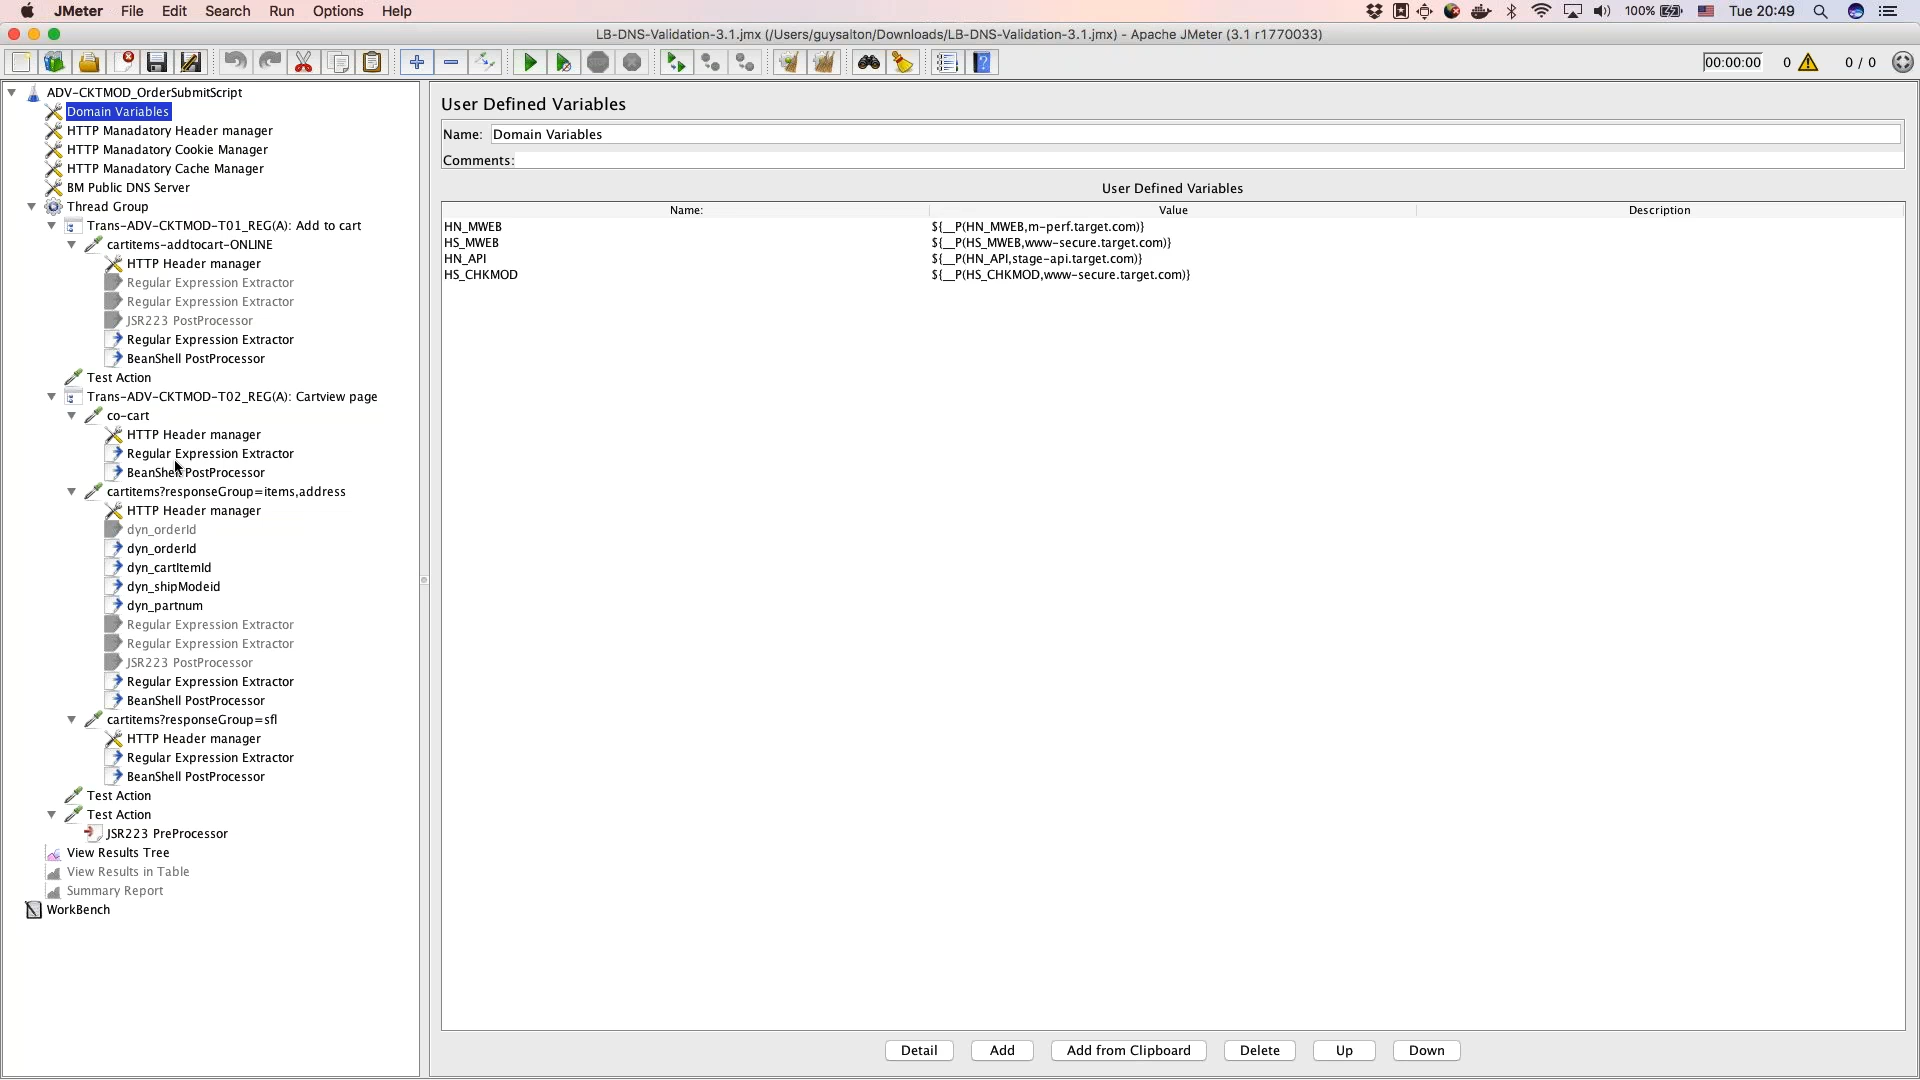 JMeter File Edit Search Run Options Help 100% Tue 20:49
LB-DNS-Validation-3.1.jmx (/Users/guysalton/Downloads/LB-DNS-Validation-3.1.jmx) - Apache JMeter (3.1 r1770033)
00:00:00 0 0 / 0
ADV-CKTMOD_OrderSubmitScript
Domain Variables
HTTP Manadatory Header manager
HTTP Manadatory Cookie Manager
HTTP Manadatory Cache Manager
BM Public DNS Server
Thread Group
Trans-ADV-CKTMOD-T01_REG(A): Add to cart
cartitems-addtocart-ONLINE
HTTP Header manager
Regular Expression Extractor
Regular Expression Extractor
JSR223 PostProcessor
Regular Expression Extractor
BeanShell PostProcessor
Test Action
Trans-ADV-CKTMOD-T02_REG(A): Cartview page
co-cart
HTTP Header manager
Regular Expression Extractor
BeanShell PostProcessor
cartitems?responseGroup=items,address
HTTP Header manager
dyn_orderId
dyn_orderId
dyn_cartItemId
dyn_shipModeid
dyn_partnum
Regular Expression Extractor
Regular Expression Extractor
JSR223 PostProcessor
Regular Expression Extractor
BeanShell PostProcessor
cartitems?responseGroup=sfl
HTTP Header manager
Regular Expression Extractor
BeanShell PostProcessor
Test Action
Test Action
JSR223 PreProcessor
View Results Tree
View Results in Table
Summary Report
WorkBench
User Defined Variables
Name: Domain Variables
Comments:
User Defined Variables
Name: Value Description
HN_MWEB ${__P(HN_MWEB,m-perf.target.com)}
HS_MWEB ${__P(HS_MWEB,www-secure.target.com)}
HN_API ${__P(HN_API,stage-api.target.com)}
HS_CHKMOD ${__P(HS_CHKMOD,www-secure.target.com)}
Detail Add Add from Clipboard Delete Up Down